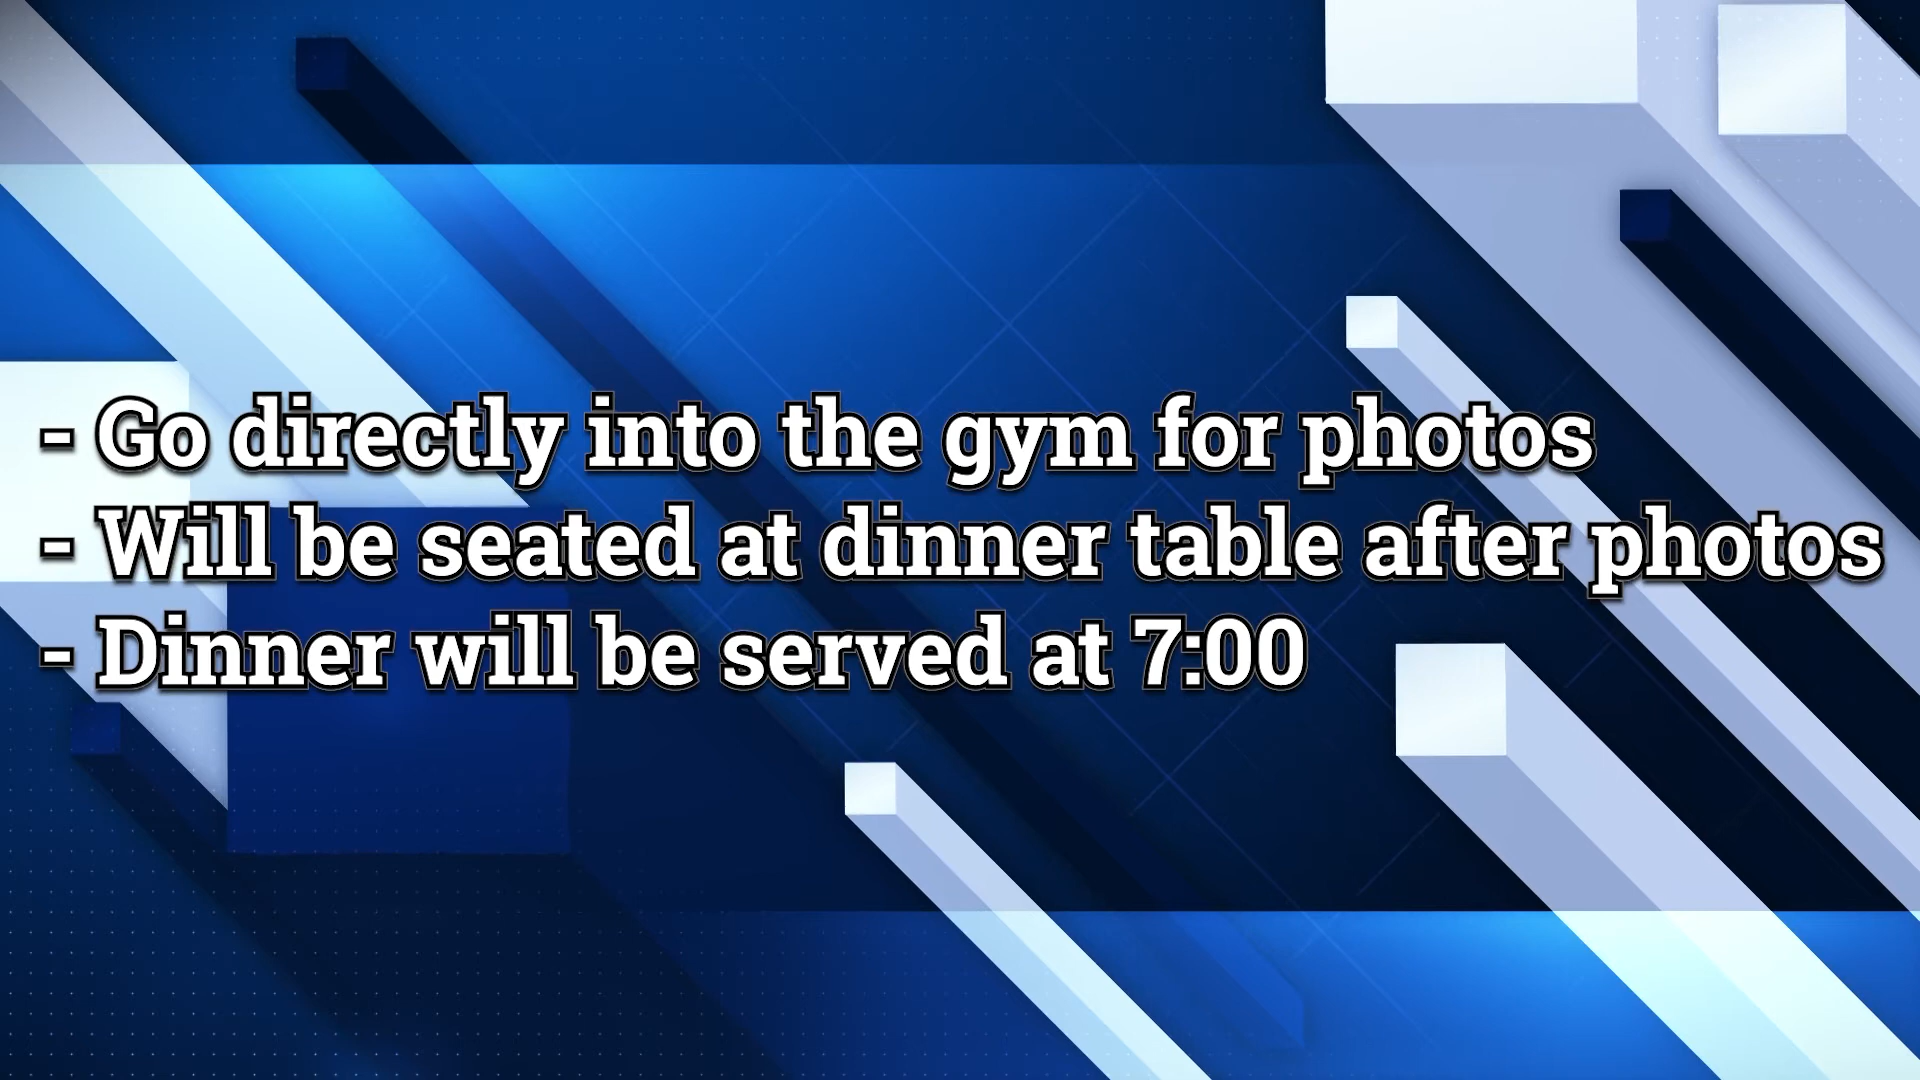 - Go directly into the gym for photos
- Will be seated at dinner table after photos
- Dinner will be served at 7:00